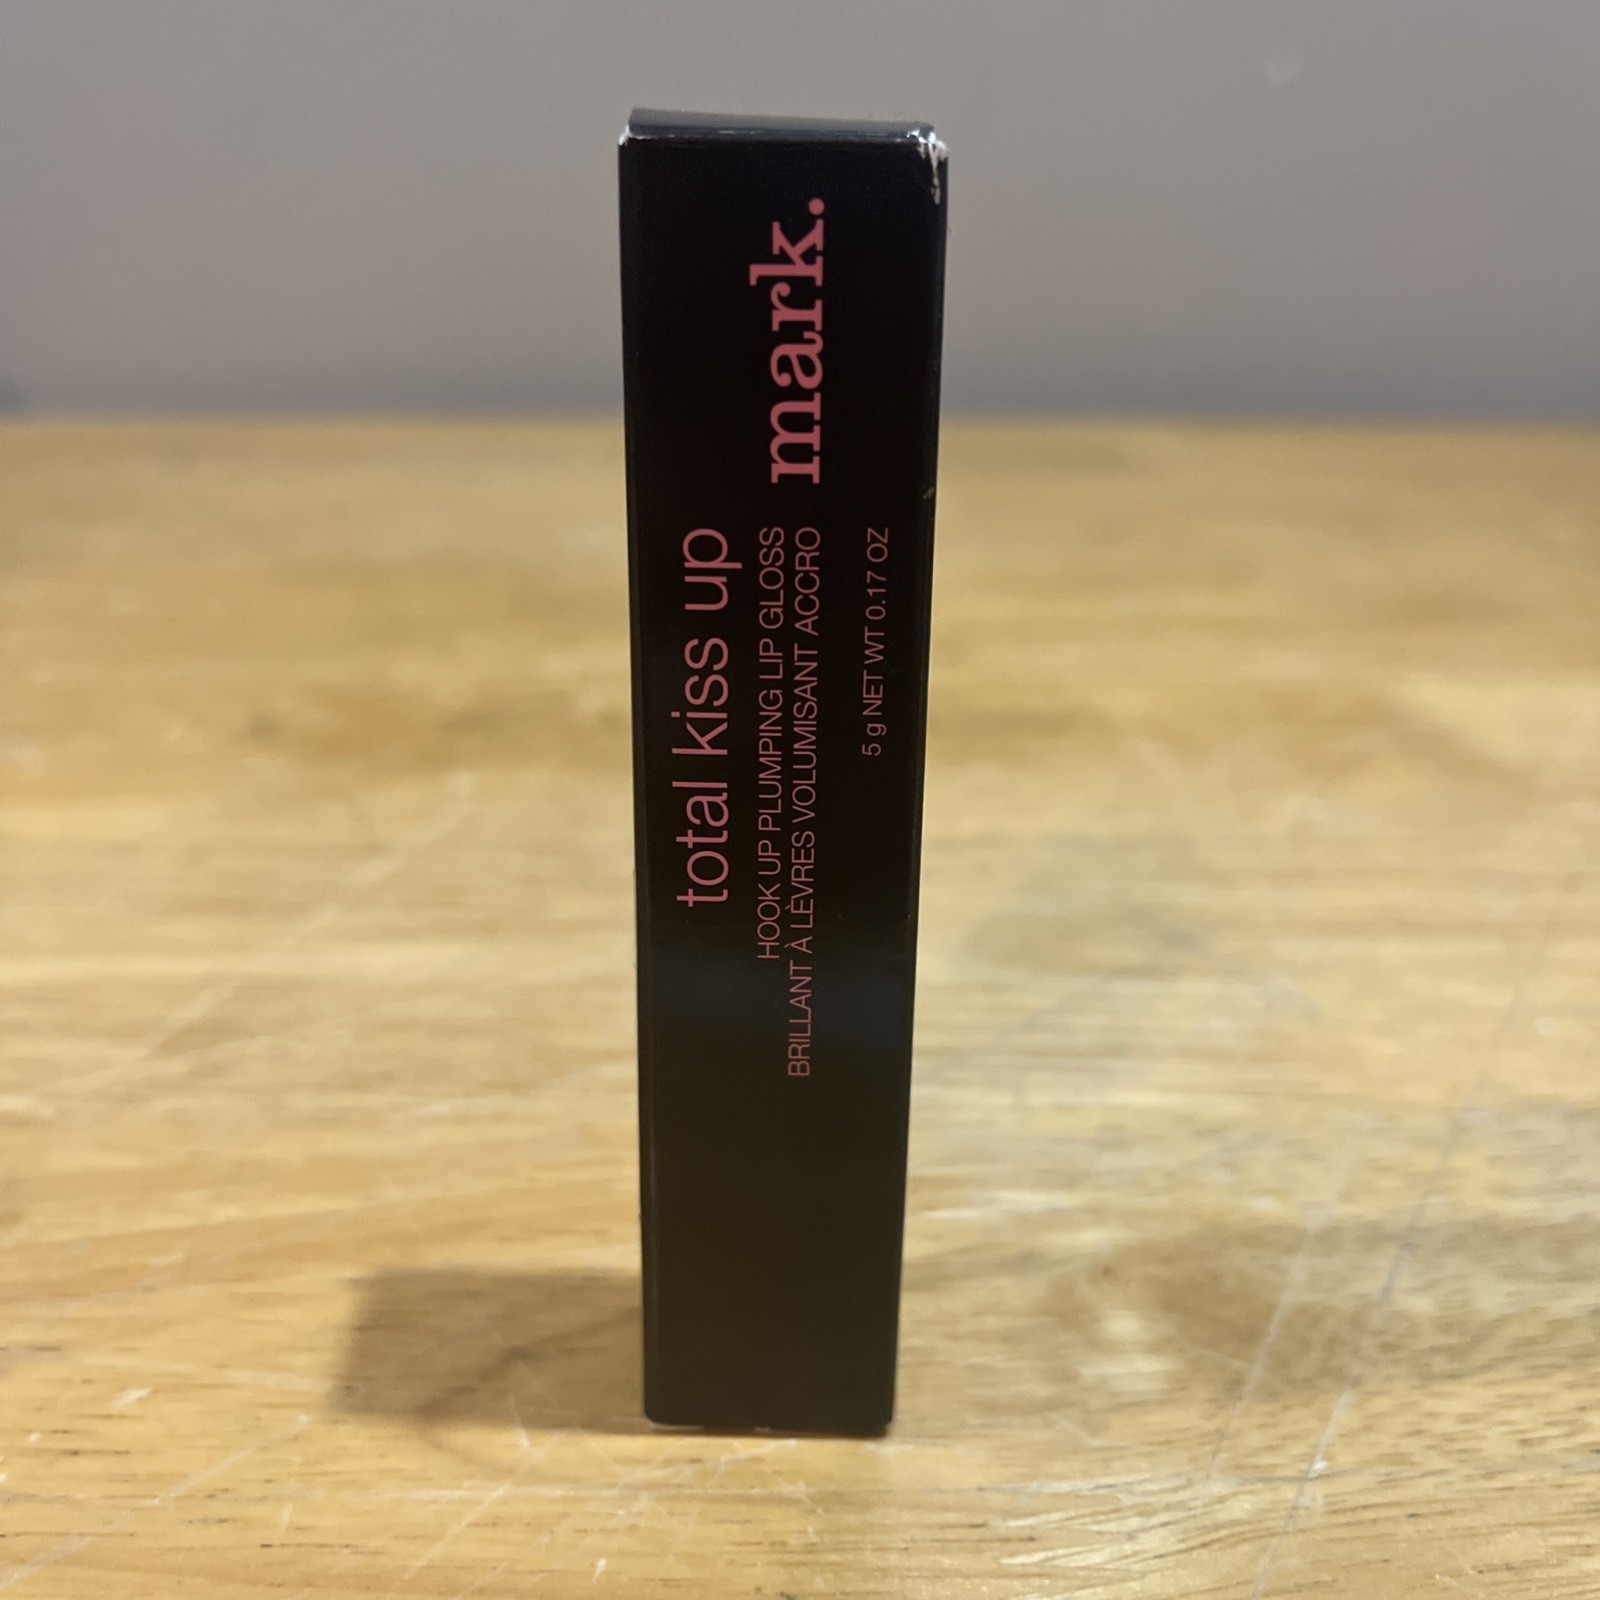 total kiss up
HOOK UP PLUMPING LIP GLOSS
BRILLANT À LÈVRES VOLUMISANT ACCRO
mark.
5 g NET WT 0.17 OZ